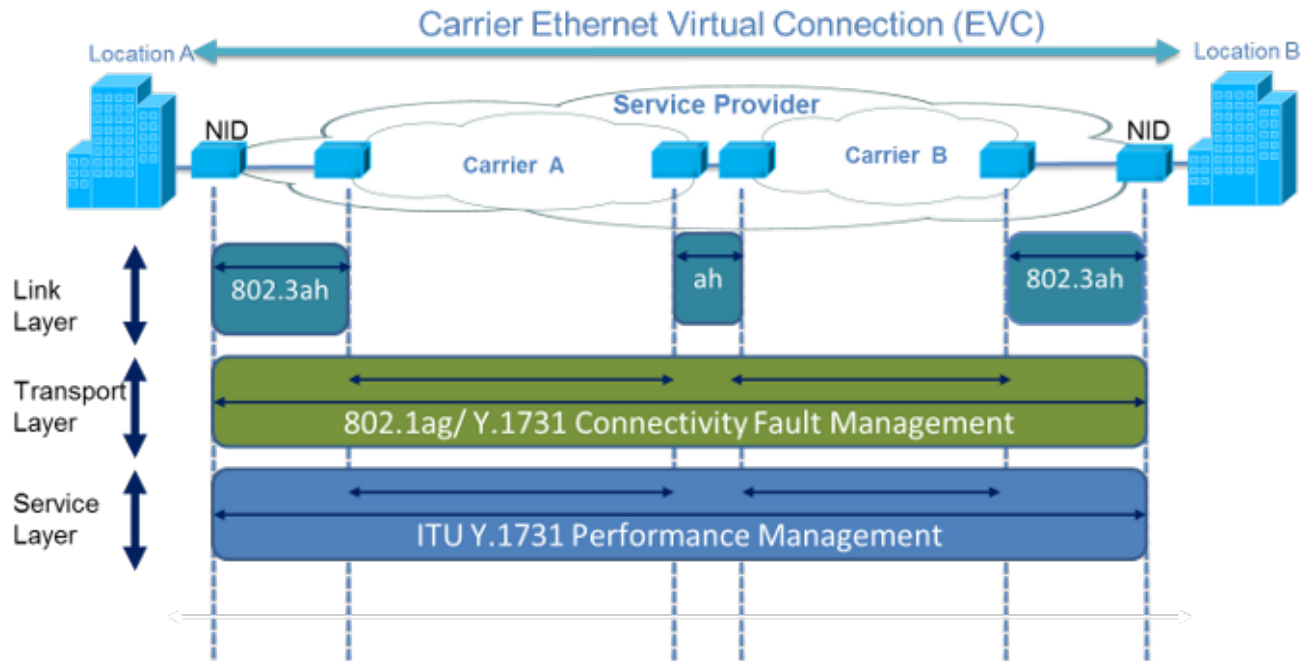 Carrier Ethernet Virtual Connection (EVC)
Location A
Location B
Service Provider
NID
NID
Carrier A
Carrier B
Link
Layer
802.3ah
ah
802.3ah
Transport
Layer
802.1ag/ Y.1731 Connectivity Fault Management
Service
Layer
ITU Y.1731 Performance Management